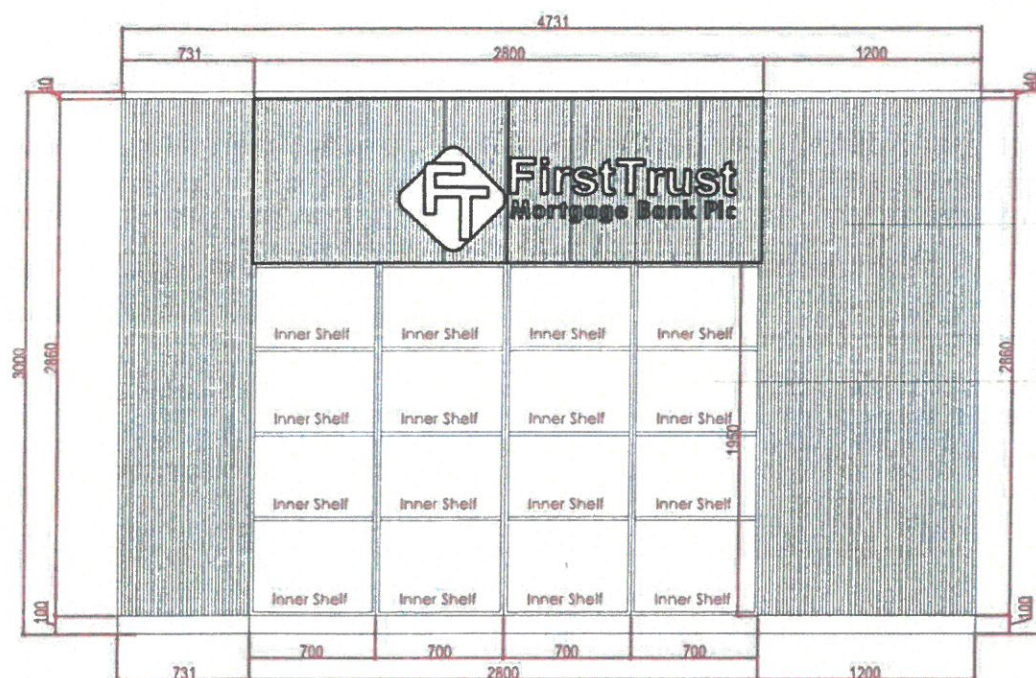 4731
731 2800 1200
40 40
FT FirstTrust
Mortgage Bank Plc
3000 2860 2860
Inner Shelf Inner Shelf Inner Shelf Inner Shelf
Inner Shelf Inner Shelf Inner Shelf Inner Shelf
1950
Inner Shelf Inner Shelf Inner Shelf Inner Shelf
Inner Shelf Inner Shelf Inner Shelf Inner Shelf
100 100
700 700 700 700
731 2800 1200